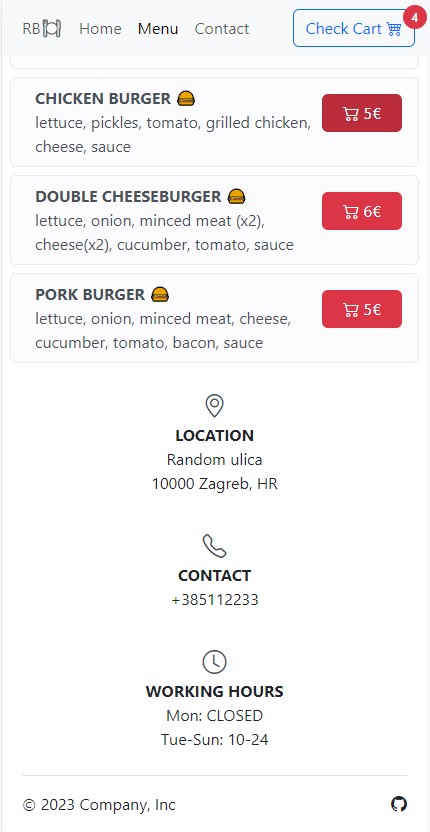 RB Home Menu Contact Check Cart 4
CHICKEN BURGER
lettuce, pickles, tomato, grilled chicken,
cheese, sauce
5€
DOUBLE CHEESEBURGER
lettuce, onion, minced meat (x2),
cheese(x2), cucumber, tomato, sauce
6€
PORK BURGER
lettuce, onion, minced meat, cheese,
cucumber, tomato, bacon, sauce
5€
LOCATION
Random ulica
10000 Zagreb, HR
CONTACT
+385112233
WORKING HOURS
Mon: CLOSED
Tue-Sun: 10-24
© 2023 Company, Inc